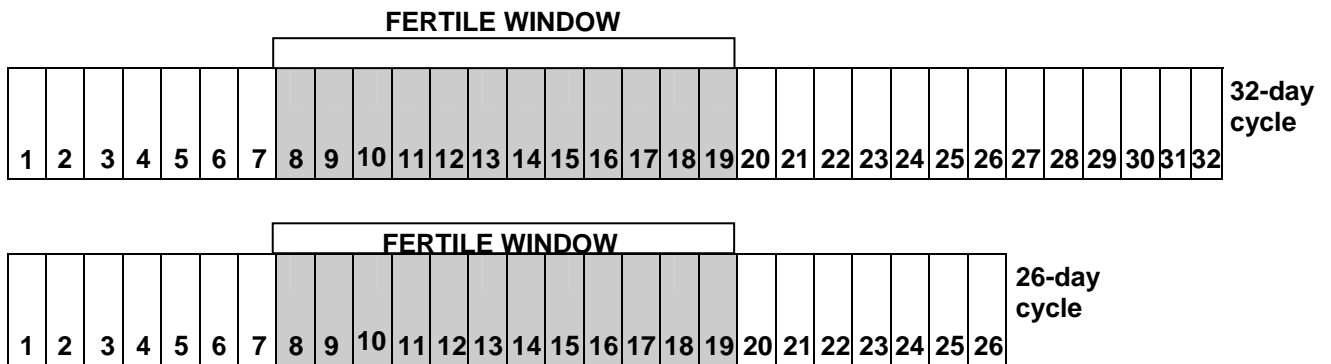 FERTILE WINDOW
32-day
cycle
1 2 3 4 5 6 7 8 9 10 11 12 13 14 15 16 17 18 19 20 21 22 23 24 25 26 27 28 29 30 31 32
FERTILE WINDOW
26-day
cycle
1 2 3 4 5 6 7 8 9 10 11 12 13 14 15 16 17 18 19 20 21 22 23 24 25 26